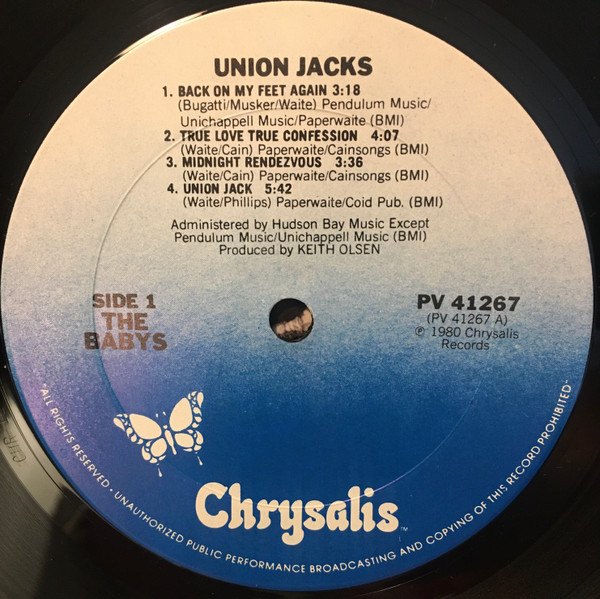 UNION JACKS
1. BACK ON MY FEET AGAIN 3:18
(Bugatti/Musker/Waite) Pendulum Music/
Unichappell Music/Paperwaite (BMI)
2. TRUE LOVE TRUE CONFESSION 4:07
(Waite/Cain) Paperwaite/Cainsongs (BMI)
3. MIDNIGHT RENDEZVOUS 3:36
(Waite/Cain) Paperwaite/Cainsongs (BMI)
4. UNION JACK 5:42
(Waite/Phillips) Paperwaite/Coid Pub. (BMI)
Administered by Hudson Bay Music Except
Pendulum Music/Unichappell Music (BMI)
Produced by KEITH OLSEN
SIDE 1
THE
BABYS
PV 41267
(PV 41267 A)
℗ 1980 Chrysalis
Records
Chrysalis™
"ALL RIGHTS RESERVED · UNAUTHORIZED PUBLIC PERFORMANCE BROADCASTING AND COPYING OF THIS RECORD PROHIBITED"